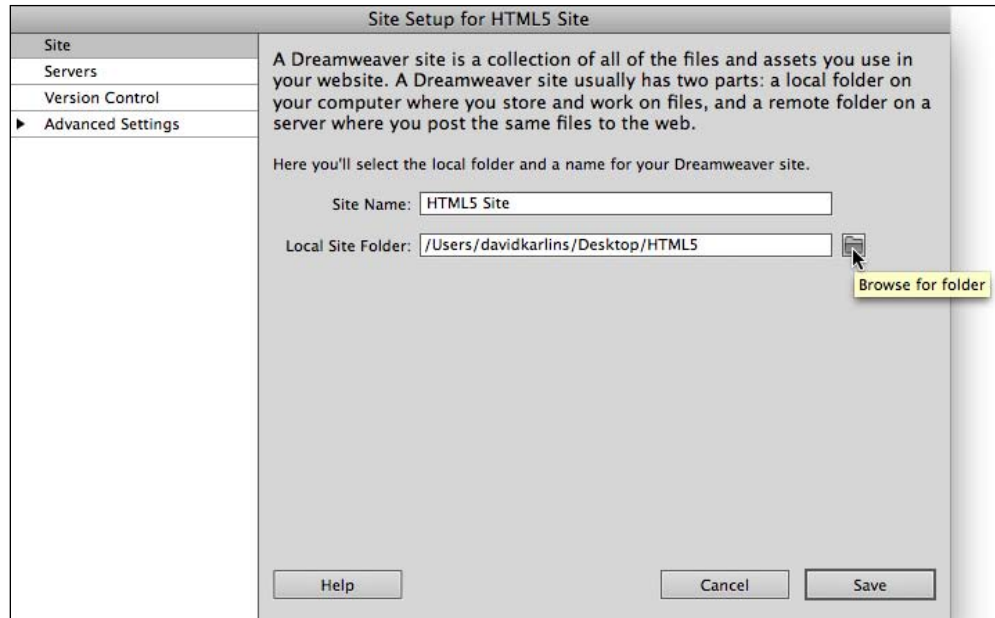 Site Setup for HTML5 Site
Site
Servers
Version Control
Advanced Settings
A Dreamweaver site is a collection of all of the files and assets you use in
your website. A Dreamweaver site usually has two parts: a local folder on
your computer where you store and work on files, and a remote folder on a
server where you post the same files to the web.
Here you'll select the local folder and a name for your Dreamweaver site.
Site Name: HTML5 Site
Local Site Folder: /Users/davidkarlins/Desktop/HTML5
Browse for folder
Help Cancel Save